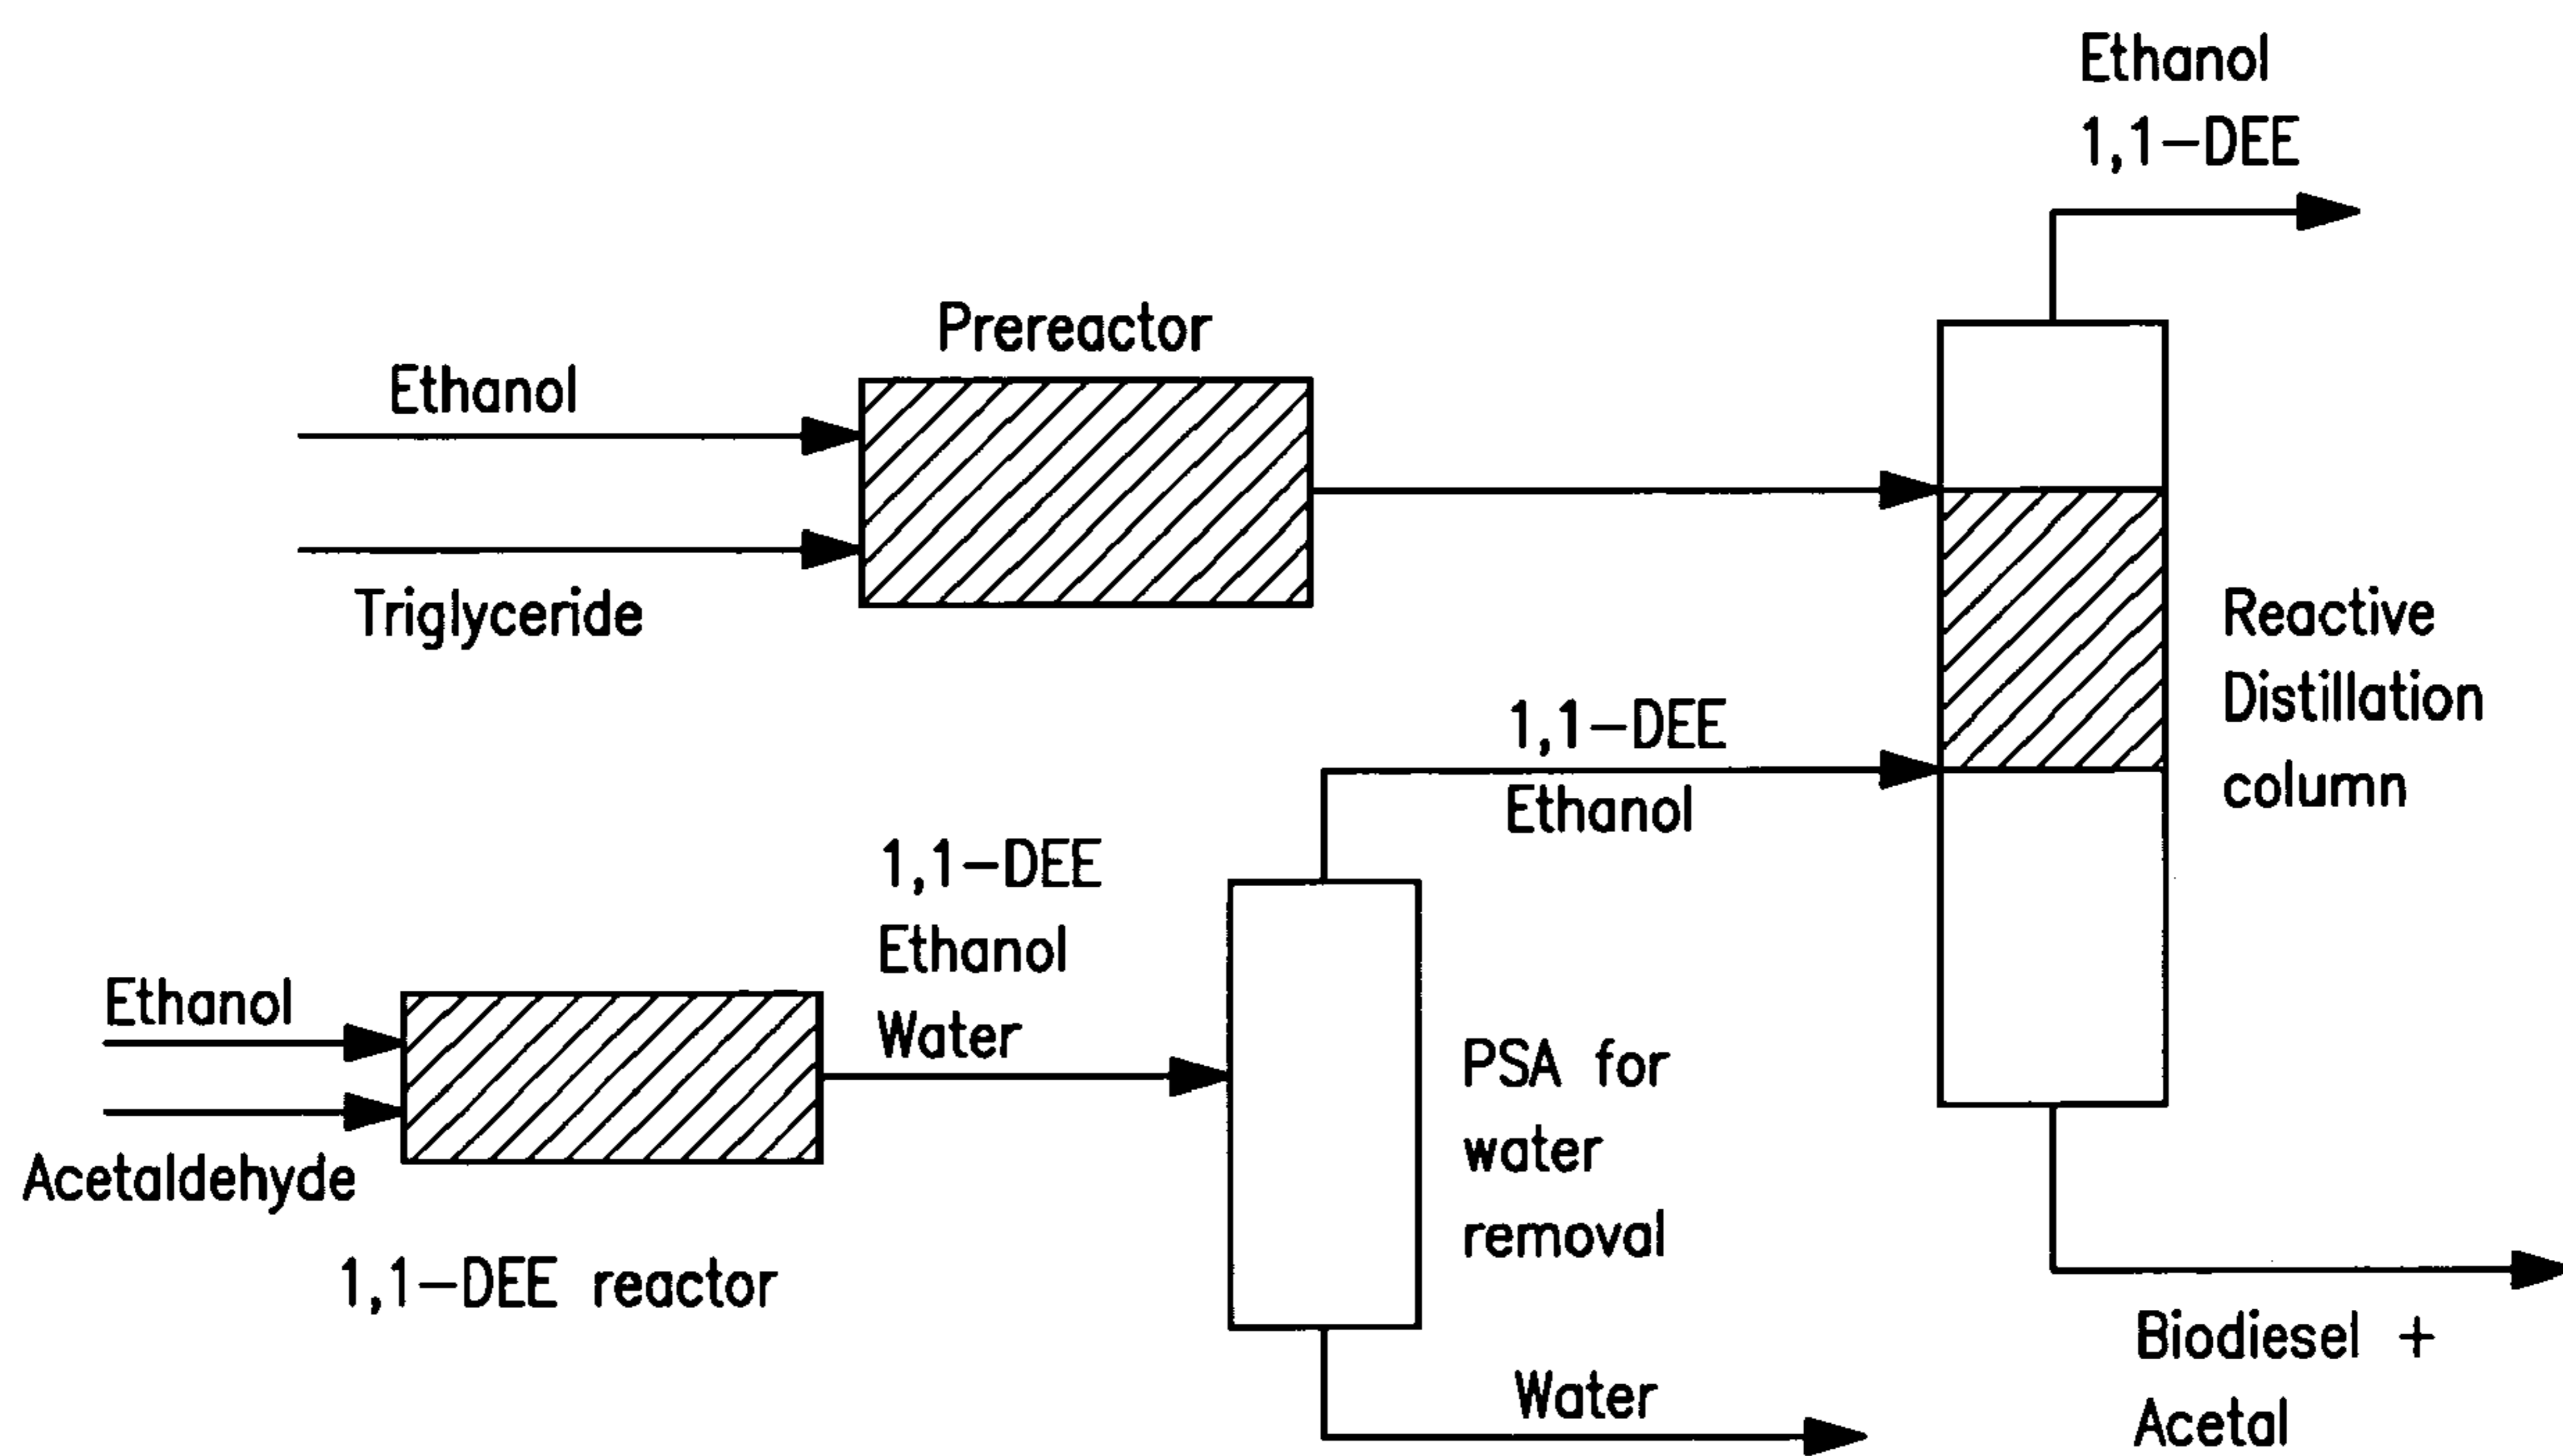 Ethanol
1,1-DEE
Prereactor
Ethanol
Triglyceride
Reactive
Distillation
column
1,1-DEE
Ethanol
1,1-DEE
Ethanol
Water
Ethanol
Acetaldehyde
1,1-DEE reactor
PSA for
water
removal
Water
Biodiesel +
Acetal